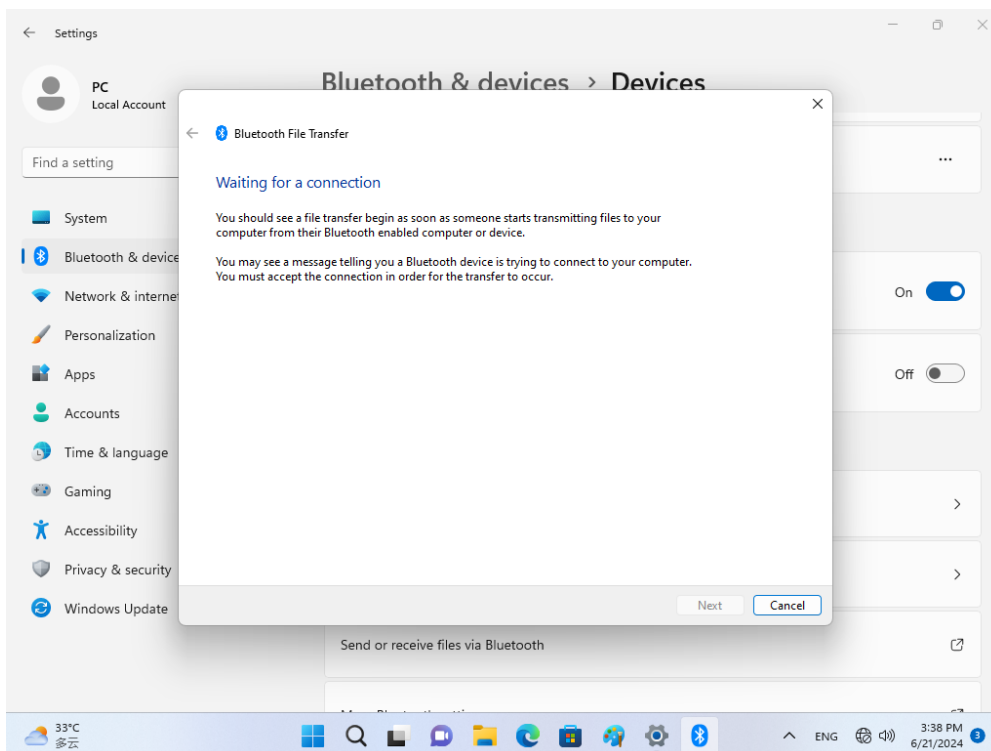 Settings
PC
Local Account
Bluetooth & devices > Devices
Find a setting
System
Bluetooth & device
Network & internet
Personalization
Apps
Accounts
Time & language
Gaming
Accessibility
Privacy & security
Windows Update
Bluetooth File Transfer
Waiting for a connection
You should see a file transfer begin as soon as someone starts transmitting files to your
computer from their Bluetooth enabled computer or device.
You may see a message telling you a Bluetooth device is trying to connect to your computer.
You must accept the connection in order for the transfer to occur.
Next
Cancel
On
Off
Send or receive files via Bluetooth
33°C
多云
ENG
3:38 PM
6/21/2024
3